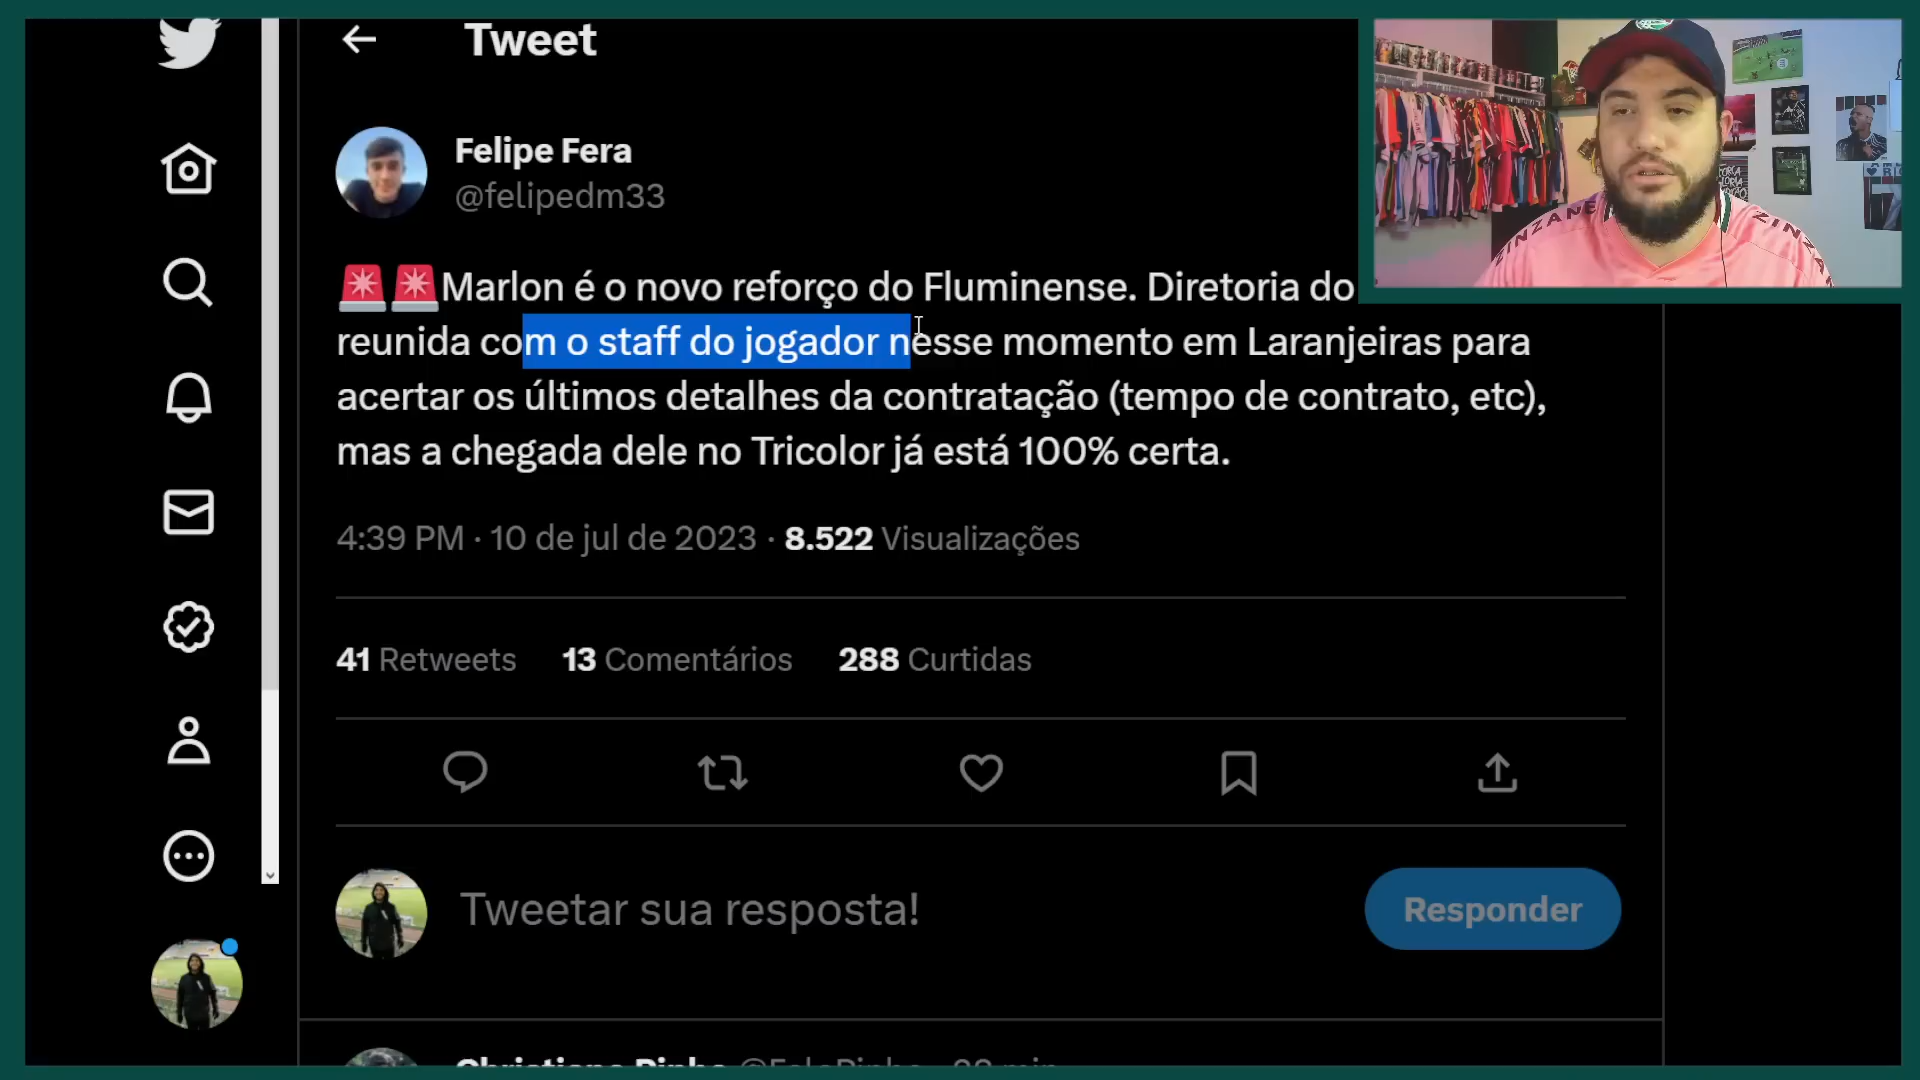 Tweet
Felipe Fera
@felipedm33
🚨🚨Marlon é o novo reforço do Fluminense. Diretoria do
reunida com o staff do jogador nesse momento em Laranjeiras para
acertar os últimos detalhes da contratação (tempo de contrato, etc),
mas a chegada dele no Tricolor já está 100% certa.
4:39 PM · 10 de jul de 2023 · 8.522 Visualizações
41 Retweets 13 Comentários 288 Curtidas
Tweetar sua resposta!
Responder
ZINZANE